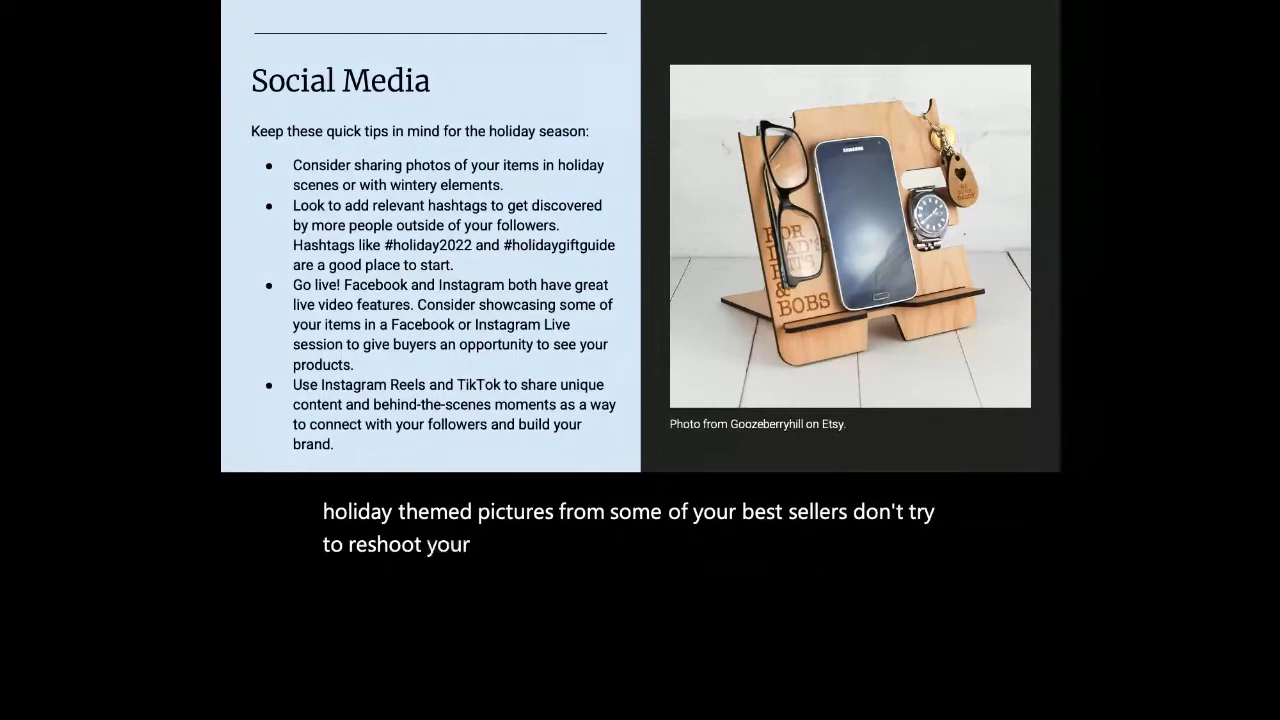 Social Media
Keep these quick tips in mind for the holiday season:
● Consider sharing photos of your items in holiday
scenes or with wintery elements.
● Look to add relevant hashtags to get discovered
by more people outside of your followers.
Hashtags like #holiday2022 and #holidaygiftguide
are a good place to start.
● Go live! Facebook and Instagram both have great
live video features. Consider showcasing some of
your items in a Facebook or Instagram Live
session to give buyers an opportunity to see your
products.
● Use Instagram Reels and TikTok to share unique
content and behind-the-scenes moments as a way
to connect with your followers and build your
brand.
SAMSUNG
FOR
DAD'S
BITS
&
BOBS
Photo from Goozeberryhill on Etsy.
holiday themed pictures from some of your best sellers don't try
to reshoot your